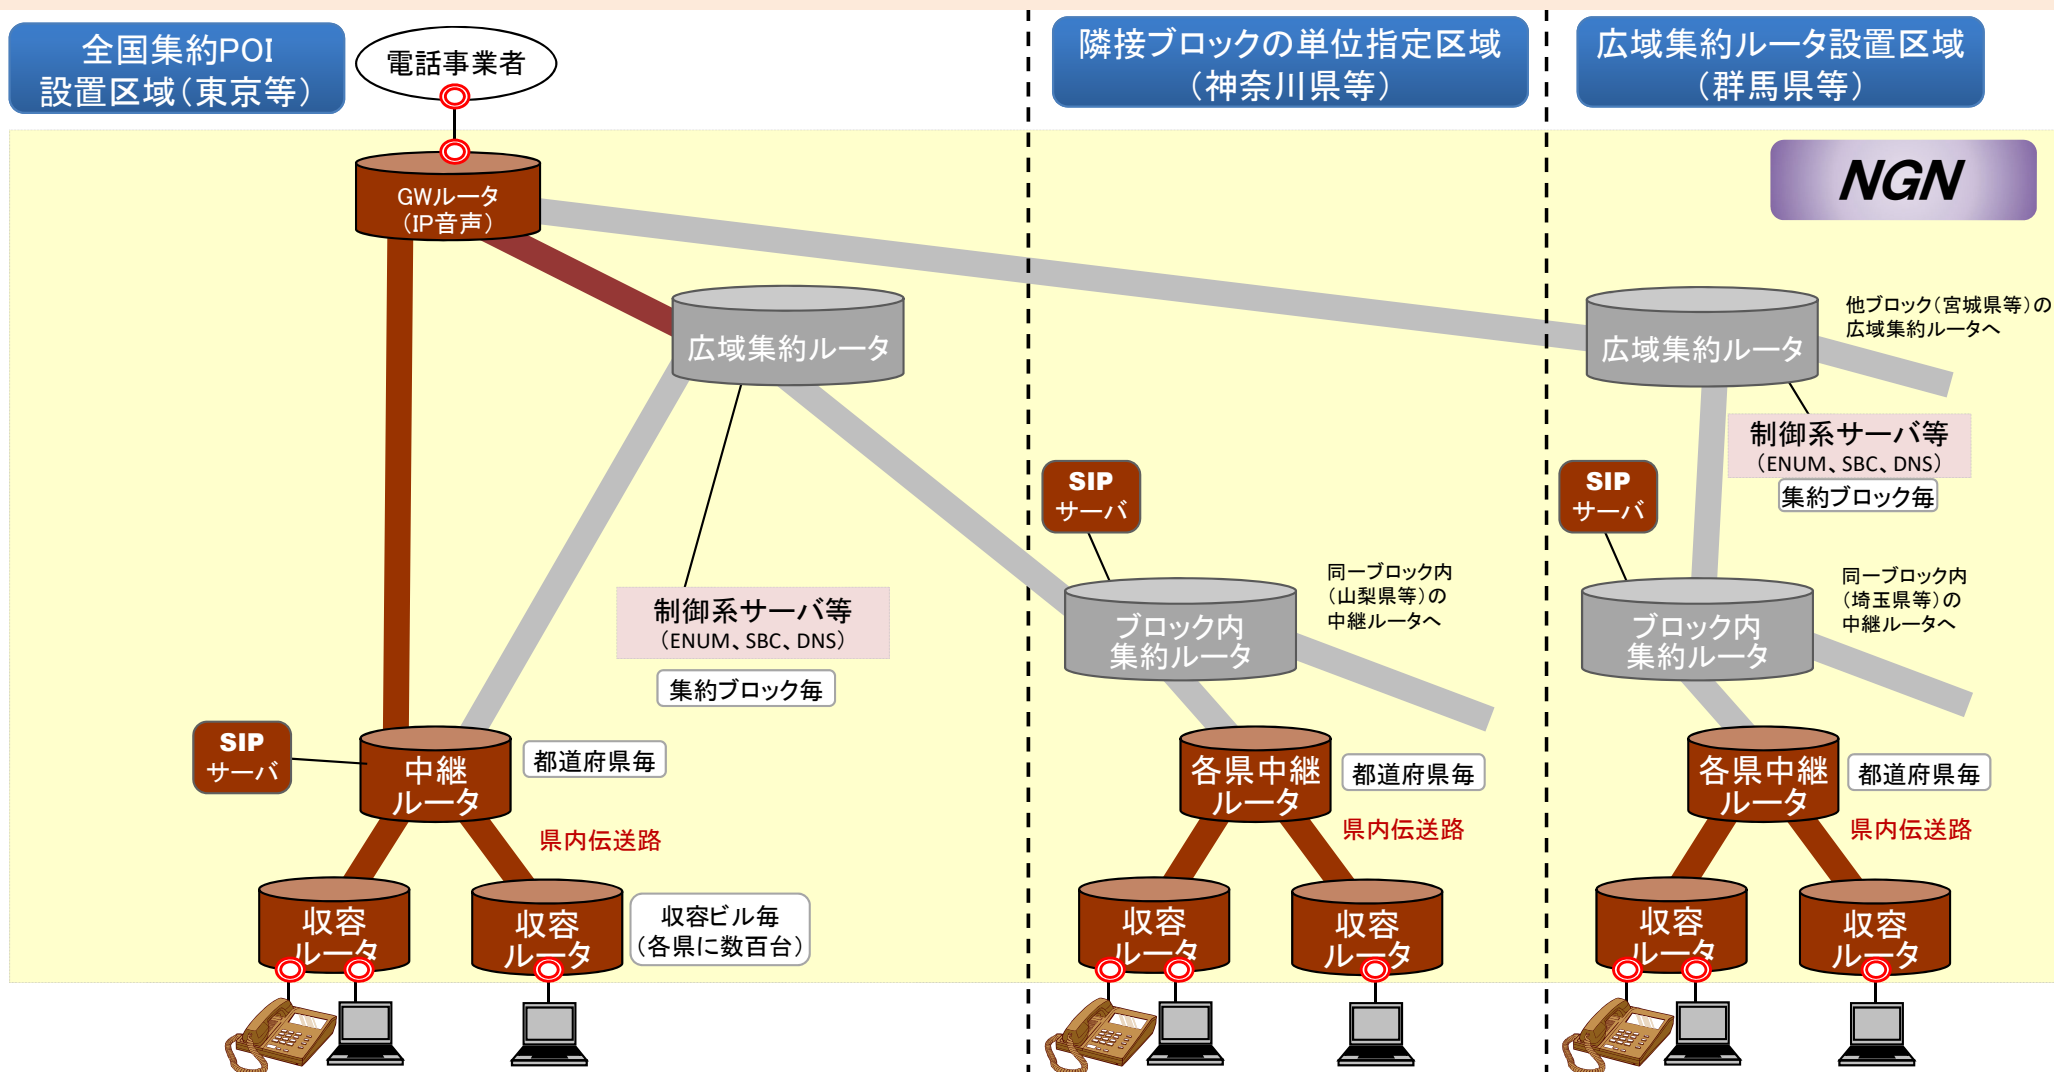 全国集約POI
設置区域（東京等）
電話事業者
隣接ブロックの単位指定区域
（神奈川県等）
広域集約ルータ設置区域
（群馬県等）
NGN
GWルータ
（IP音声）
広域集約ルータ
広域集約ルータ
他ブロック（宮城県等）の
広域集約ルータへ
制御系サーバ等
（ENUM、SBC、DNS）
集約ブロック毎
SIP
サーバ
SIP
サーバ
制御系サーバ等
（ENUM、SBC、DNS）
集約ブロック毎
ブロック内
集約ルータ
同一ブロック内
（山梨県等）の
中継ルータへ
ブロック内
集約ルータ
同一ブロック内
（埼玉県等）の
中継ルータへ
SIP
サーバ
中継
ルータ
都道府県毎
各県中継
ルータ
都道府県毎
各県中継
ルータ
都道府県毎
県内伝送路
県内伝送路
県内伝送路
収容
ルータ
収容
ルータ
収容ビル毎
（各県に数百台）
収容
ルータ
収容
ルータ
収容
ルータ
収容
ルータ